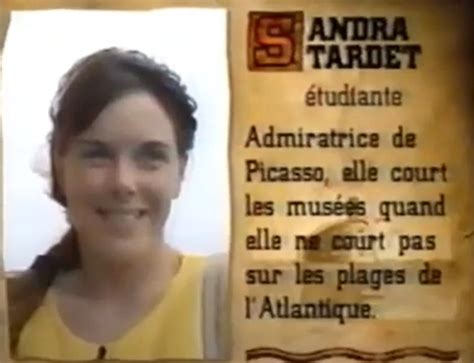 SANDRA
TARDET
étudiante
Admiratrice de
Picasso, elle court
les musées quand
elle ne court pas
sur les plages de
l'Atlantique.